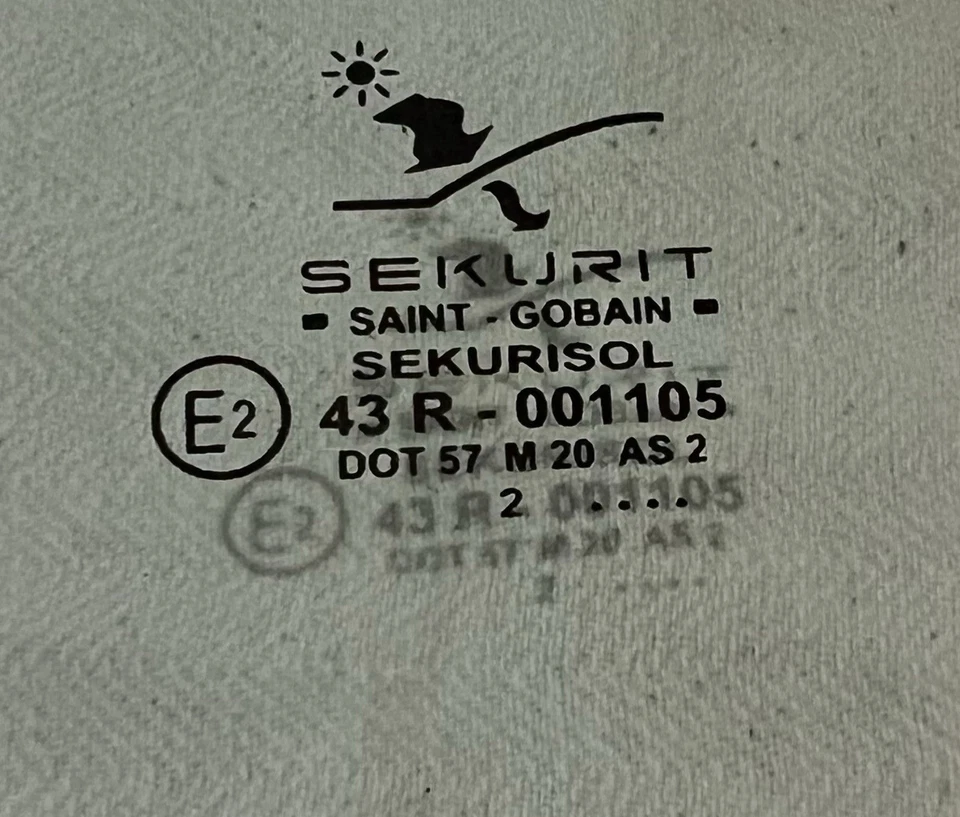 SEKURIT
- SAINT - GOBAIN -
SEKURISOL
E2 43 R - 001105
DOT 57 M 20 AS 2
2 ....